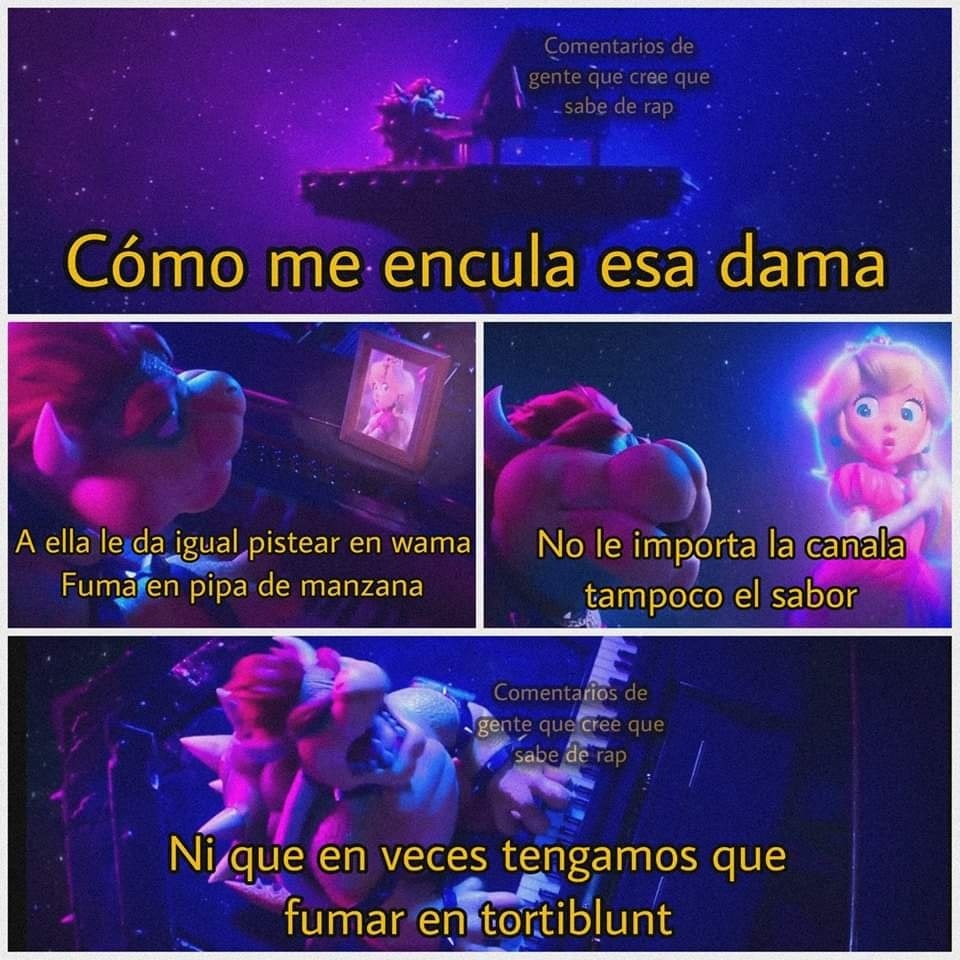 Comentarios de
gente que cree que
sabe de rap
Cómo me encula esa dama
A ella le da igual pistear en wama
Fuma en pipa de manzana
No le importa la canala
tampoco el sabor
Comentarios de
gente que cree que
sabe de rap
Ni que en veces tengamos que
fumar en tortiblunt